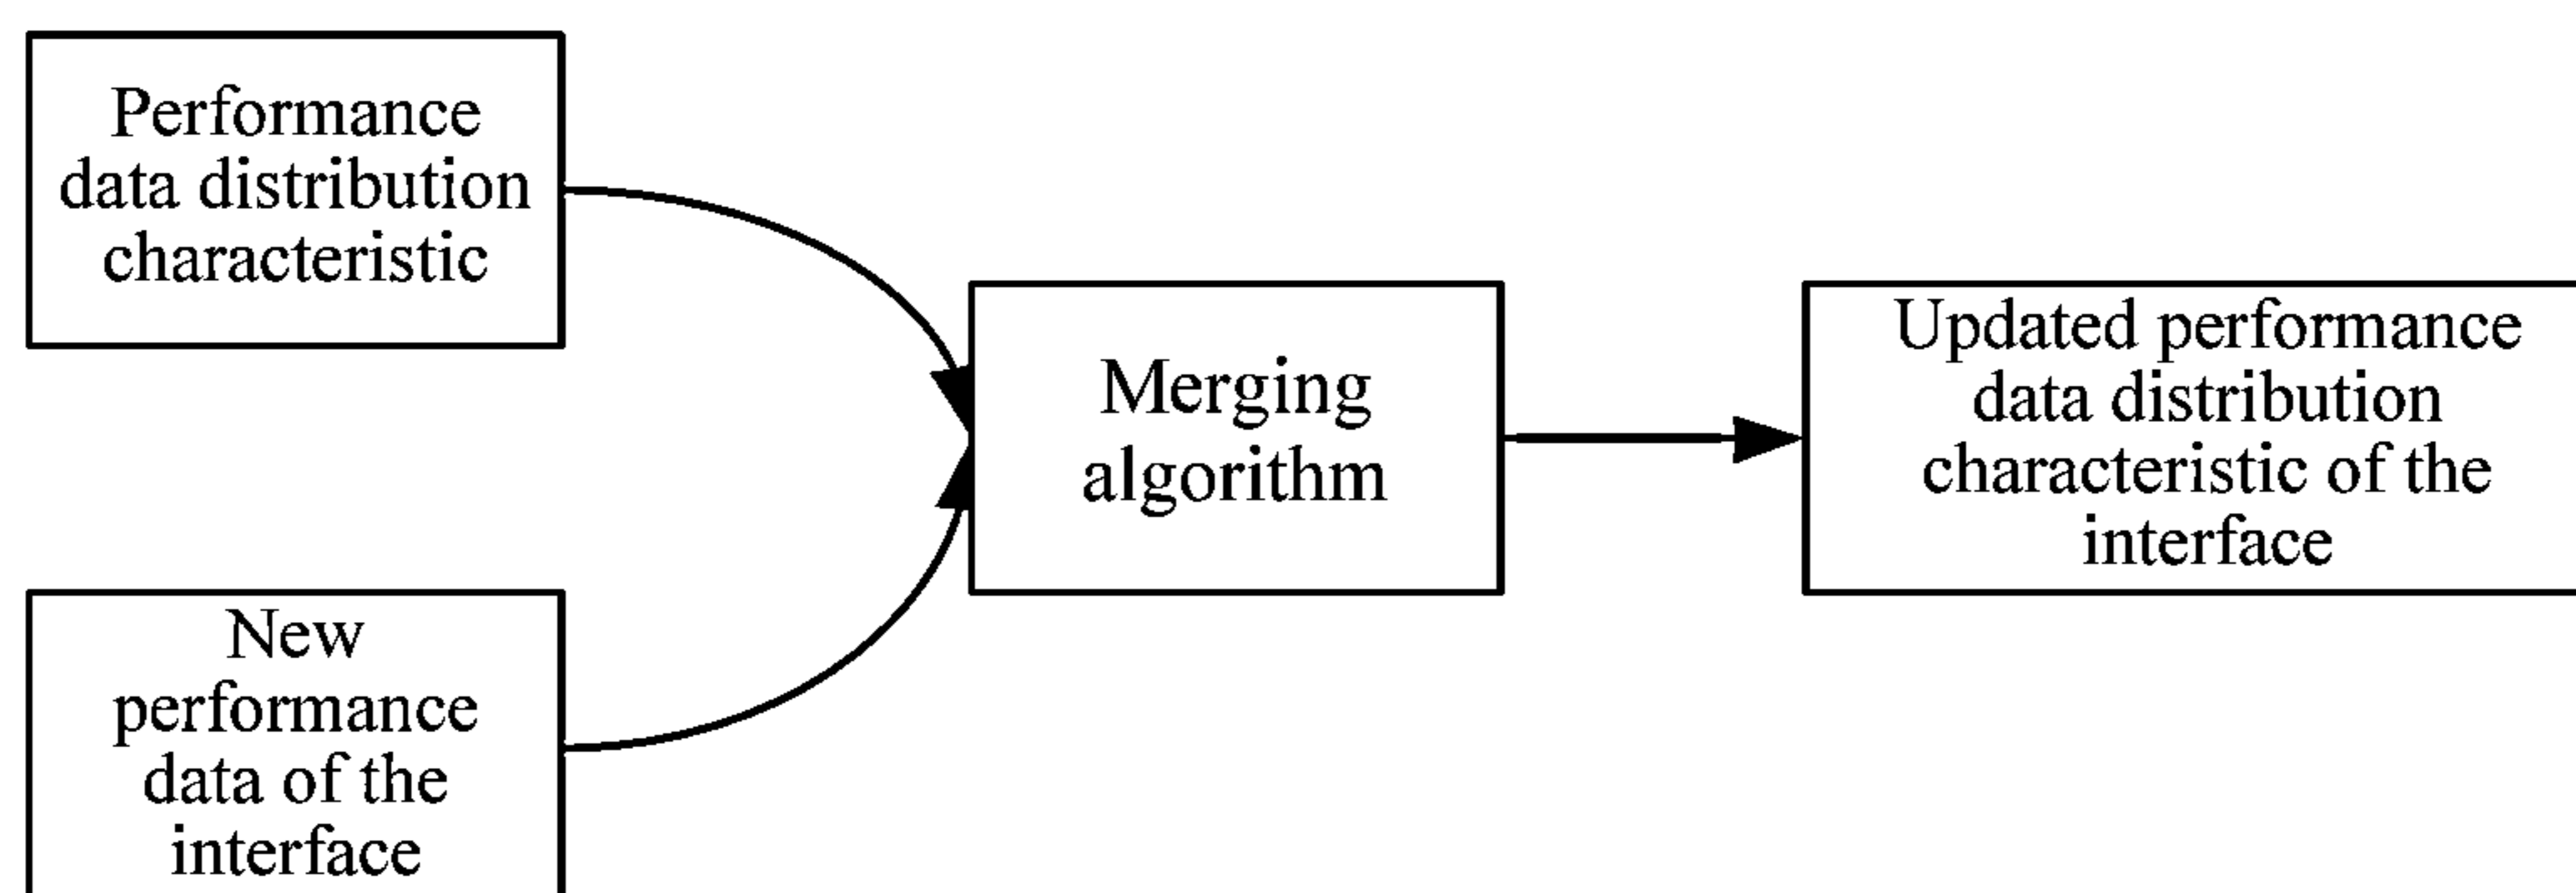 Performance
data distribution
characteristic
New
performance
data of the
interface
Merging
algorithm
Updated performance
data distribution
characteristic of the
interface